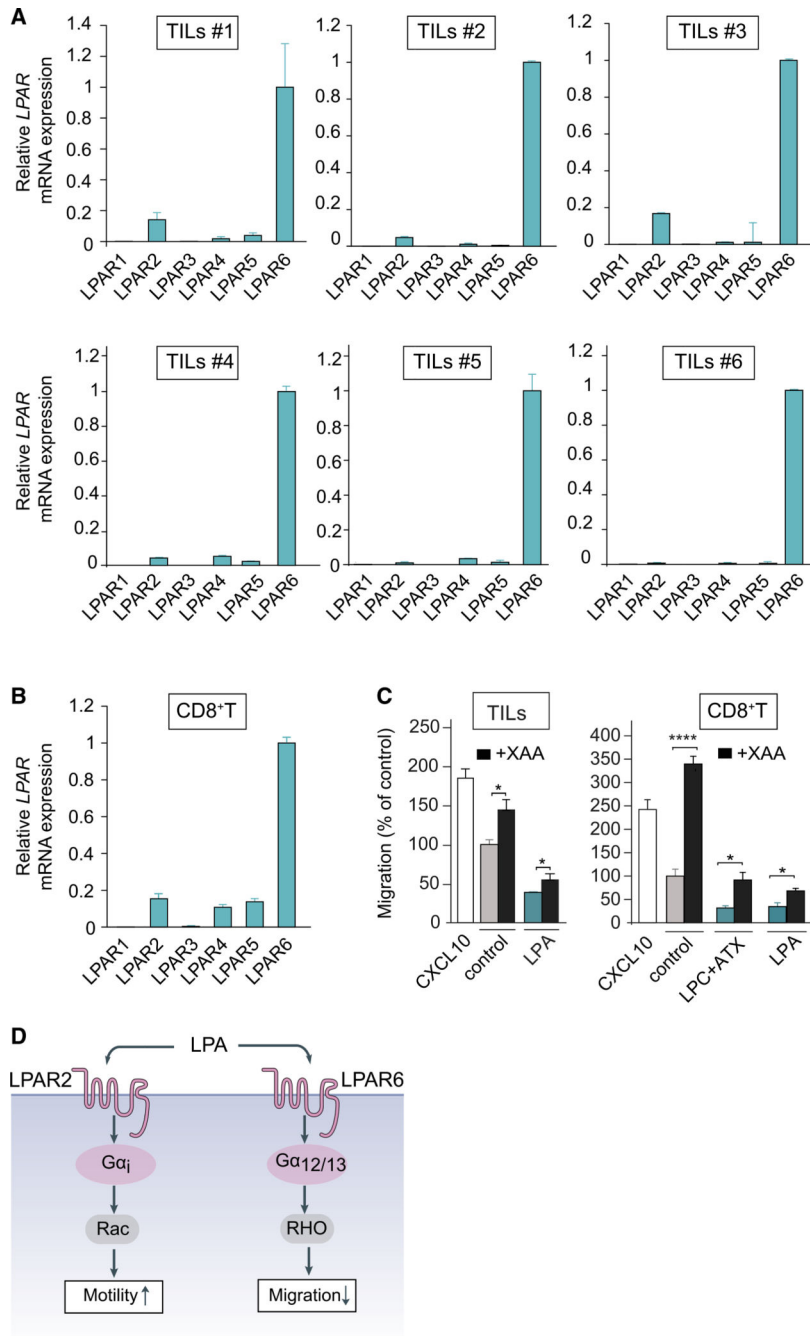 A
TILs #1
TILs #2
TILs #3
Relative LPAR
mRNA expression
1.4
1.2
1
0.8
0.6
0.4
0.2
0
1.2
1
0.8
0.6
0.4
0.2
0
1.2
1
0.8
0.6
0.4
0.2
0
LPAR1 LPAR2 LPAR3 LPAR4 LPAR5 LPAR6
LPAR1 LPAR2 LPAR3 LPAR4 LPAR5 LPAR6
LPAR1 LPAR2 LPAR3 LPAR4 LPAR5 LPAR6
TILs #4
TILs #5
TILs #6
Relative LPAR
mRNA expression
1.2
1
0.8
0.6
0.4
0.2
0
1.2
1
0.8
0.6
0.4
0.2
0
1.2
1
0.8
0.6
0.4
0.2
0
LPAR1 LPAR2 LPAR3 LPAR4 LPAR5 LPAR6
LPAR1 LPAR2 LPAR3 LPAR4 LPAR5 LPAR6
LPAR1 LPAR2 LPAR3 LPAR4 LPAR5 LPAR6
B
CD8+T
Relative LPAR
mRNA expression
1.2
1
0.8
0.6
0.4
0.2
0
LPAR1 LPAR2 LPAR3 LPAR4 LPAR5 LPAR6
C
TILs
+XAA
Migration (% of control)
250
200
150
100
50
0
*
*
CXCL10 control LPA
CD8+T
+XAA
400
350
300
250
200
150
100
50
0
****
*
*
CXCL10 control LPC+ATX LPA
D
LPA
LPAR2
LPAR6
Gαi
Gα12/13
Rac
RHO
Motility↑
Migration↓